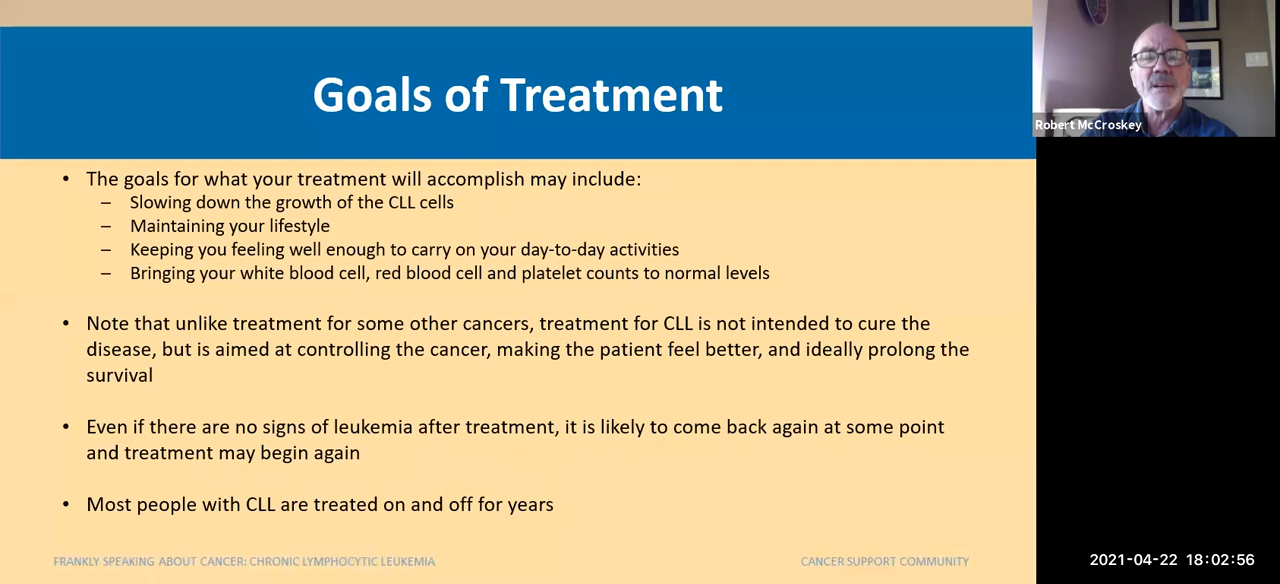 Goals of Treatment
Robert McCroskey
• The goals for what your treatment will accomplish may include:
– Slowing down the growth of the CLL cells
– Maintaining your lifestyle
– Keeping you feeling well enough to carry on your day-to-day activities
– Bringing your white blood cell, red blood cell and platelet counts to normal levels
• Note that unlike treatment for some other cancers, treatment for CLL is not intended to cure the
disease, but is aimed at controlling the cancer, making the patient feel better, and ideally prolong the
survival
• Even if there are no signs of leukemia after treatment, it is likely to come back again at some point
and treatment may begin again
• Most people with CLL are treated on and off for years
FRANKLY SPEAKING ABOUT CANCER: CHRONIC LYMPHOCYTIC LEUKEMIA
CANCER SUPPORT COMMUNITY
2021-04-22 18:02:56